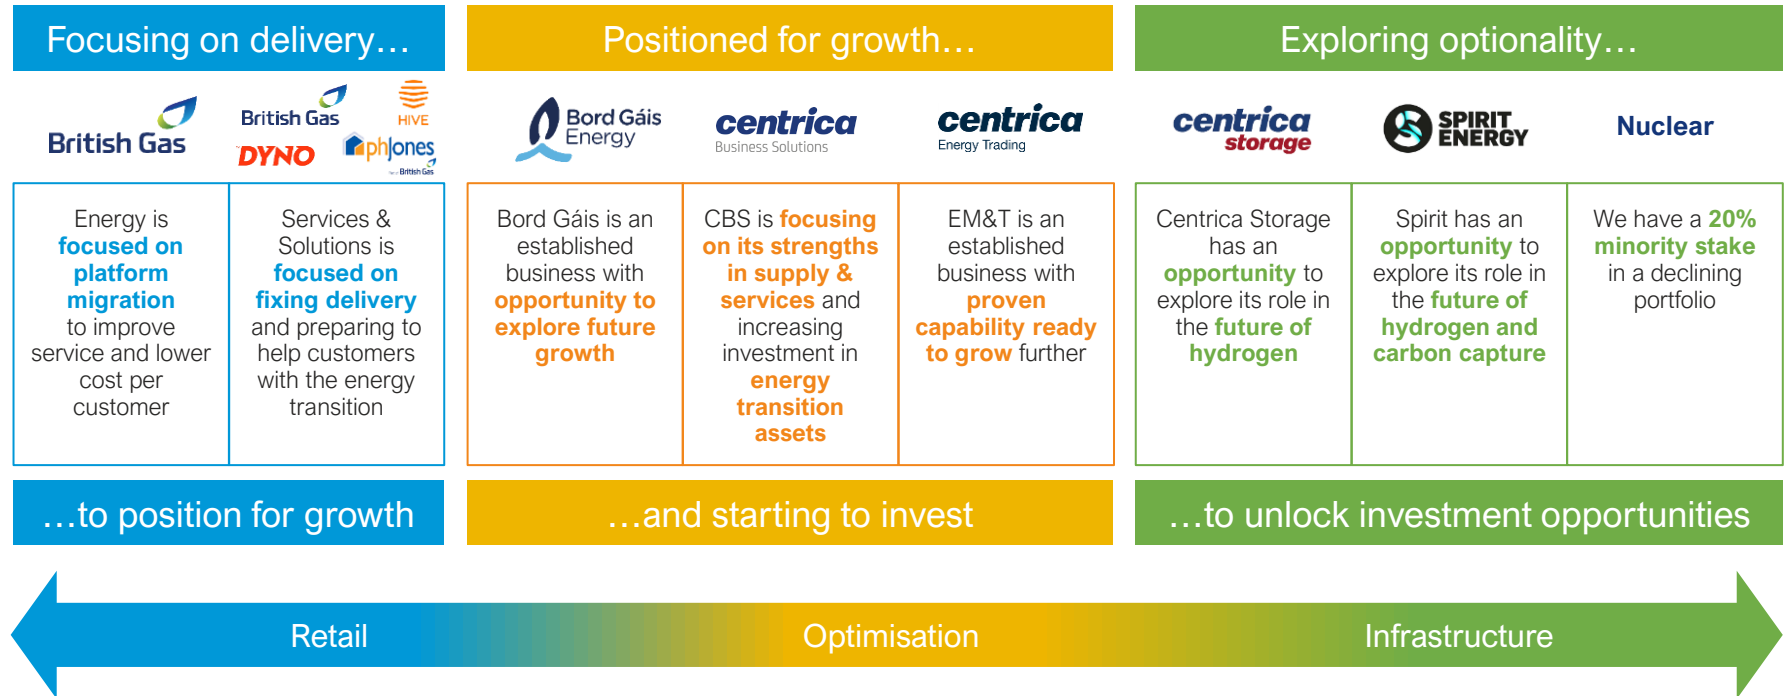 Focusing on delivery…
Positioned for growth…
Exploring optionality…
British Gas
British Gas
HIVE
DYNO
phJones
British Gas
Bord Gáis
Energy
centrica
Business Solutions
centrica
Energy Trading
centrica
storage
SPIRIT
ENERGY
Nuclear
Energy is
focused on
platform
migration
to improve
service and lower
cost per
customer
Services &
Solutions is
focused on
fixing delivery
and preparing to
help customers
with the energy
transition
Bord Gáis is an
established
business with
opportunity to
explore future
growth
CBS is focusing
on its strengths
in supply &
services and
increasing
investment in
energy
transition
assets
EM&T is an
established
business with
proven
capability ready
to grow further
Centrica Storage
has an
opportunity to
explore its role in
the future of
hydrogen
Spirit has an
opportunity to
explore its role in
the future of
hydrogen and
carbon capture
We have a 20%
minority stake
in a declining
portfolio
…to position for growth
…and starting to invest
…to unlock investment opportunities
Retail
Optimisation
Infrastructure